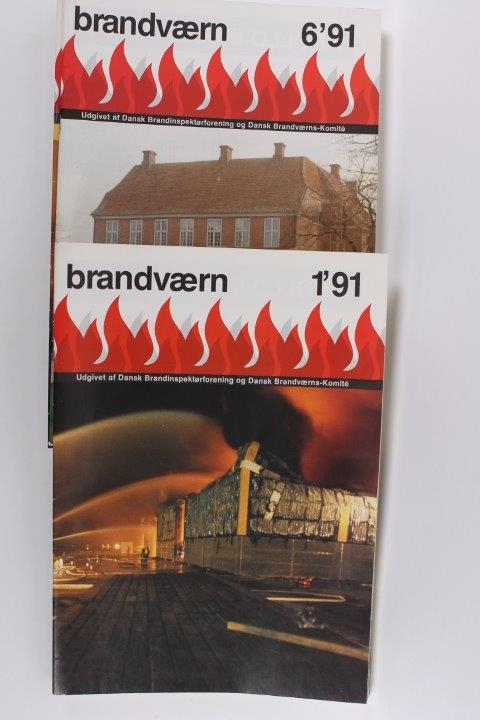 brandværn 6'91
Udgivet af Dansk Brandinspektørforening og Dansk Brandværns-Komité
brandværn 1'91
Udgivet af Dansk Brandinspektørforening og Dansk Brandværns-Komité